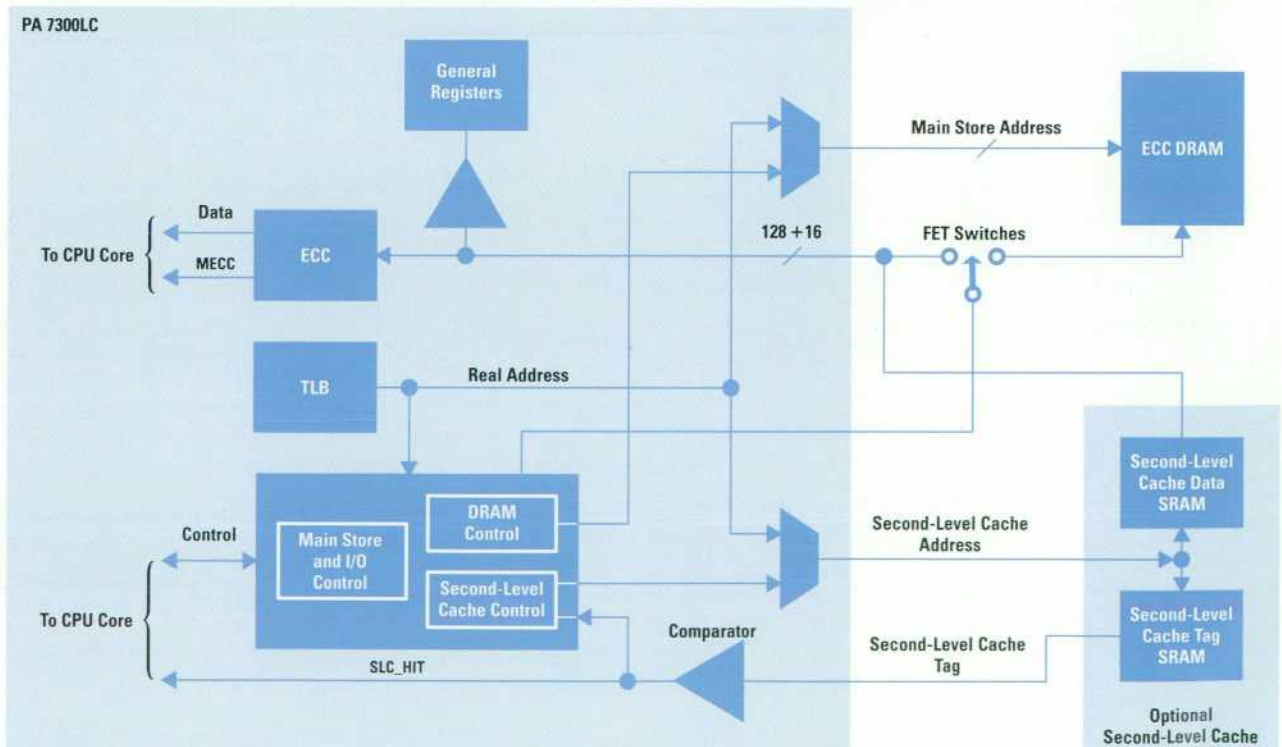 PA 7300LC
General
Registers
Main Store Address
ECC DRAM
Data
To CPU Core
MECC
ECC
128 + 16
FET Switches
TLB
Real Address
Second-Level
Cache Data
SRAM
Control
Main Store
and I/O
Control
DRAM
Control
Second-Level
Cache Control
Second-Level Cache
Address
To CPU Core
Comparator
Second-Level Cache
Tag
Second-Level
Cache Tag
SRAM
SLC_HIT
Optional
Second-Level Cache